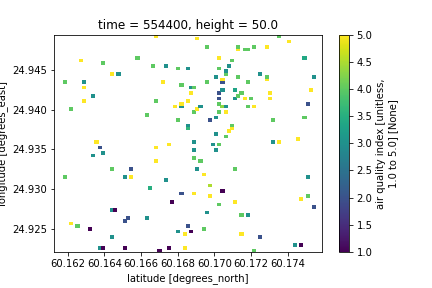 time = 554400, height = 50.0
24.945
24.940
24.935
24.930
24.925
60.162 60.164 60.166 60.168 60.170 60.172 60.174
latitude [degrees_north]
longitude [degrees_east]
5.0
4.5
4.0
3.5
3.0
2.5
2.0
1.5
1.0
air quality index [unitless,
1.0 to 5.0] [None]